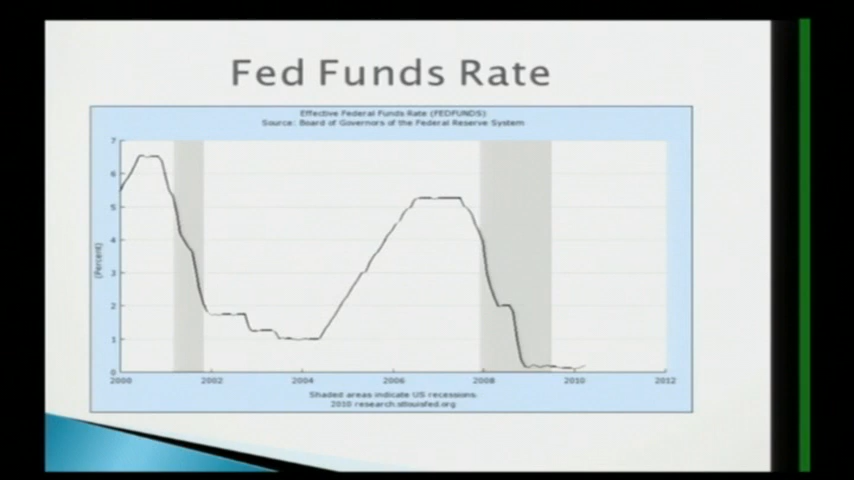 Fed Funds Rate
Effective Federal Funds Rate (FEDFUNDS)
Source: Board of Governors of the Federal Reserve System
7
6
5
4
3
2
1
0
(Percent)
2000 2002 2004 2006 2008 2010 2012
Shaded areas indicate US recessions.
2010 research.stlouisfed.org